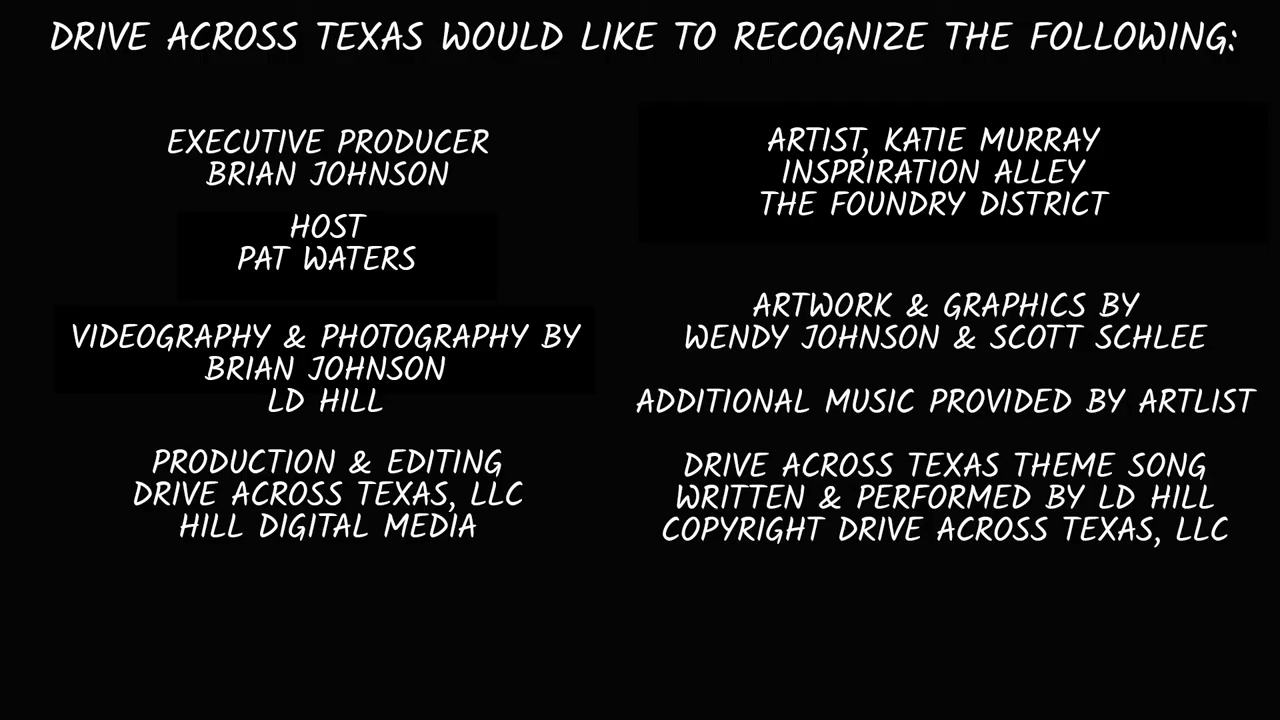 DRIVE ACROSS TEXAS WOULD LIKE TO RECOGNIZE THE FOLLOWING:
EXECUTIVE PRODUCER
BRIAN JOHNSON
HOST
PAT WATERS
VIDEOGRAPHY & PHOTOGRAPHY BY
BRIAN JOHNSON
LD HILL
PRODUCTION & EDITING
DRIVE ACROSS TEXAS, LLC
HILL DIGITAL MEDIA
ARTIST, KATIE MURRAY
INSPRIRATION ALLEY
THE FOUNDRY DISTRICT
ARTWORK & GRAPHICS BY
WENDY JOHNSON & SCOTT SCHLEE
ADDITIONAL MUSIC PROVIDED BY ARTLIST
DRIVE ACROSS TEXAS THEME SONG
WRITTEN & PERFORMED BY LD HILL
COPYRIGHT DRIVE ACROSS TEXAS, LLC